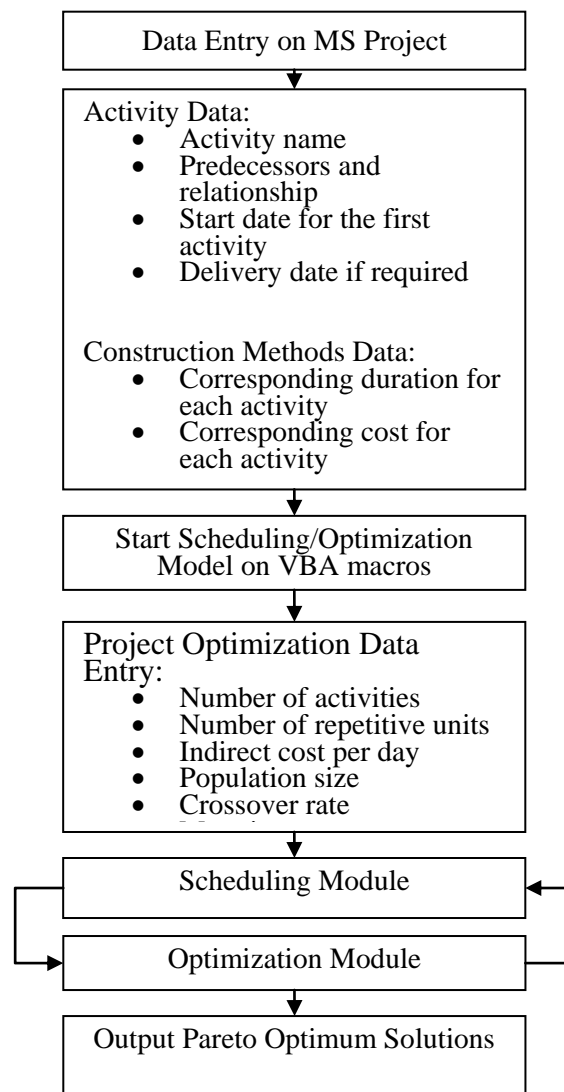 Data Entry on MS Project
Activity Data:
• Activity name
• Predecessors and
relationship
• Start date for the first
activity
• Delivery date if required
Construction Methods Data:
• Corresponding duration for
each activity
• Corresponding cost for
each activity
Start Scheduling/Optimization
Model on VBA macros
Project Optimization Data
Entry:
• Number of activities
• Number of repetitive units
• Indirect cost per day
• Population size
• Crossover rate
Scheduling Module
Optimization Module
Output Pareto Optimum Solutions